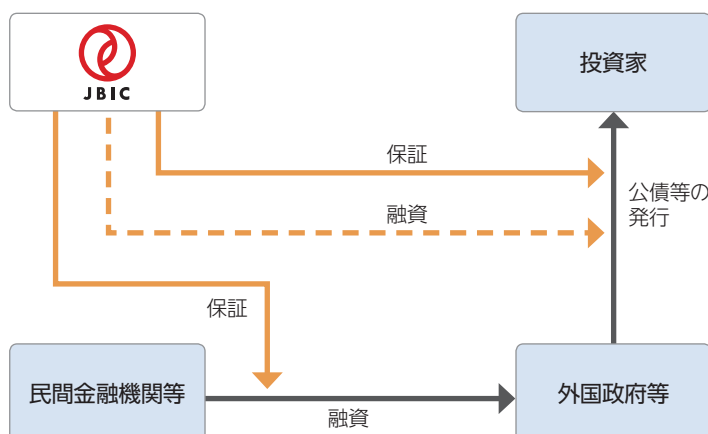 JBIC
投資家
保証
公債等の
発行
融資
保証
民間金融機関等
外国政府等
融資